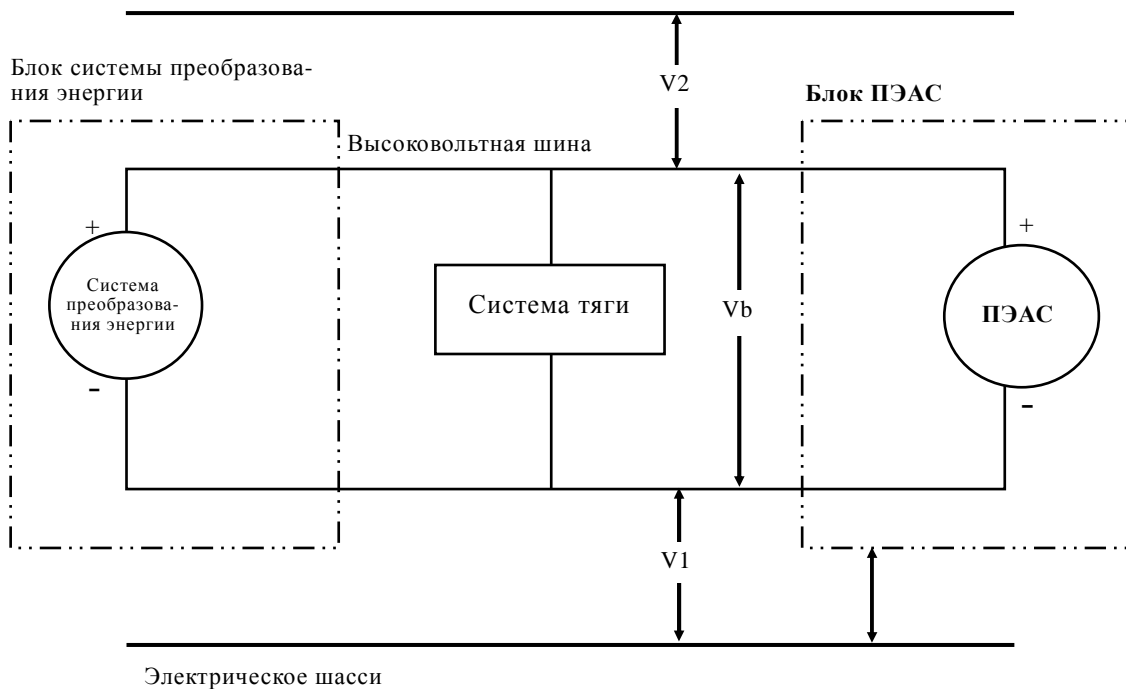 V2
Блок системы преобразова-
ния энергии
Блок ПЭАС
Высоковольтная шина
+
+
Система
преобразова-
ния энергии
Система тяги
Vb
ПЭАС
-
-
V1
Электрическое шасси